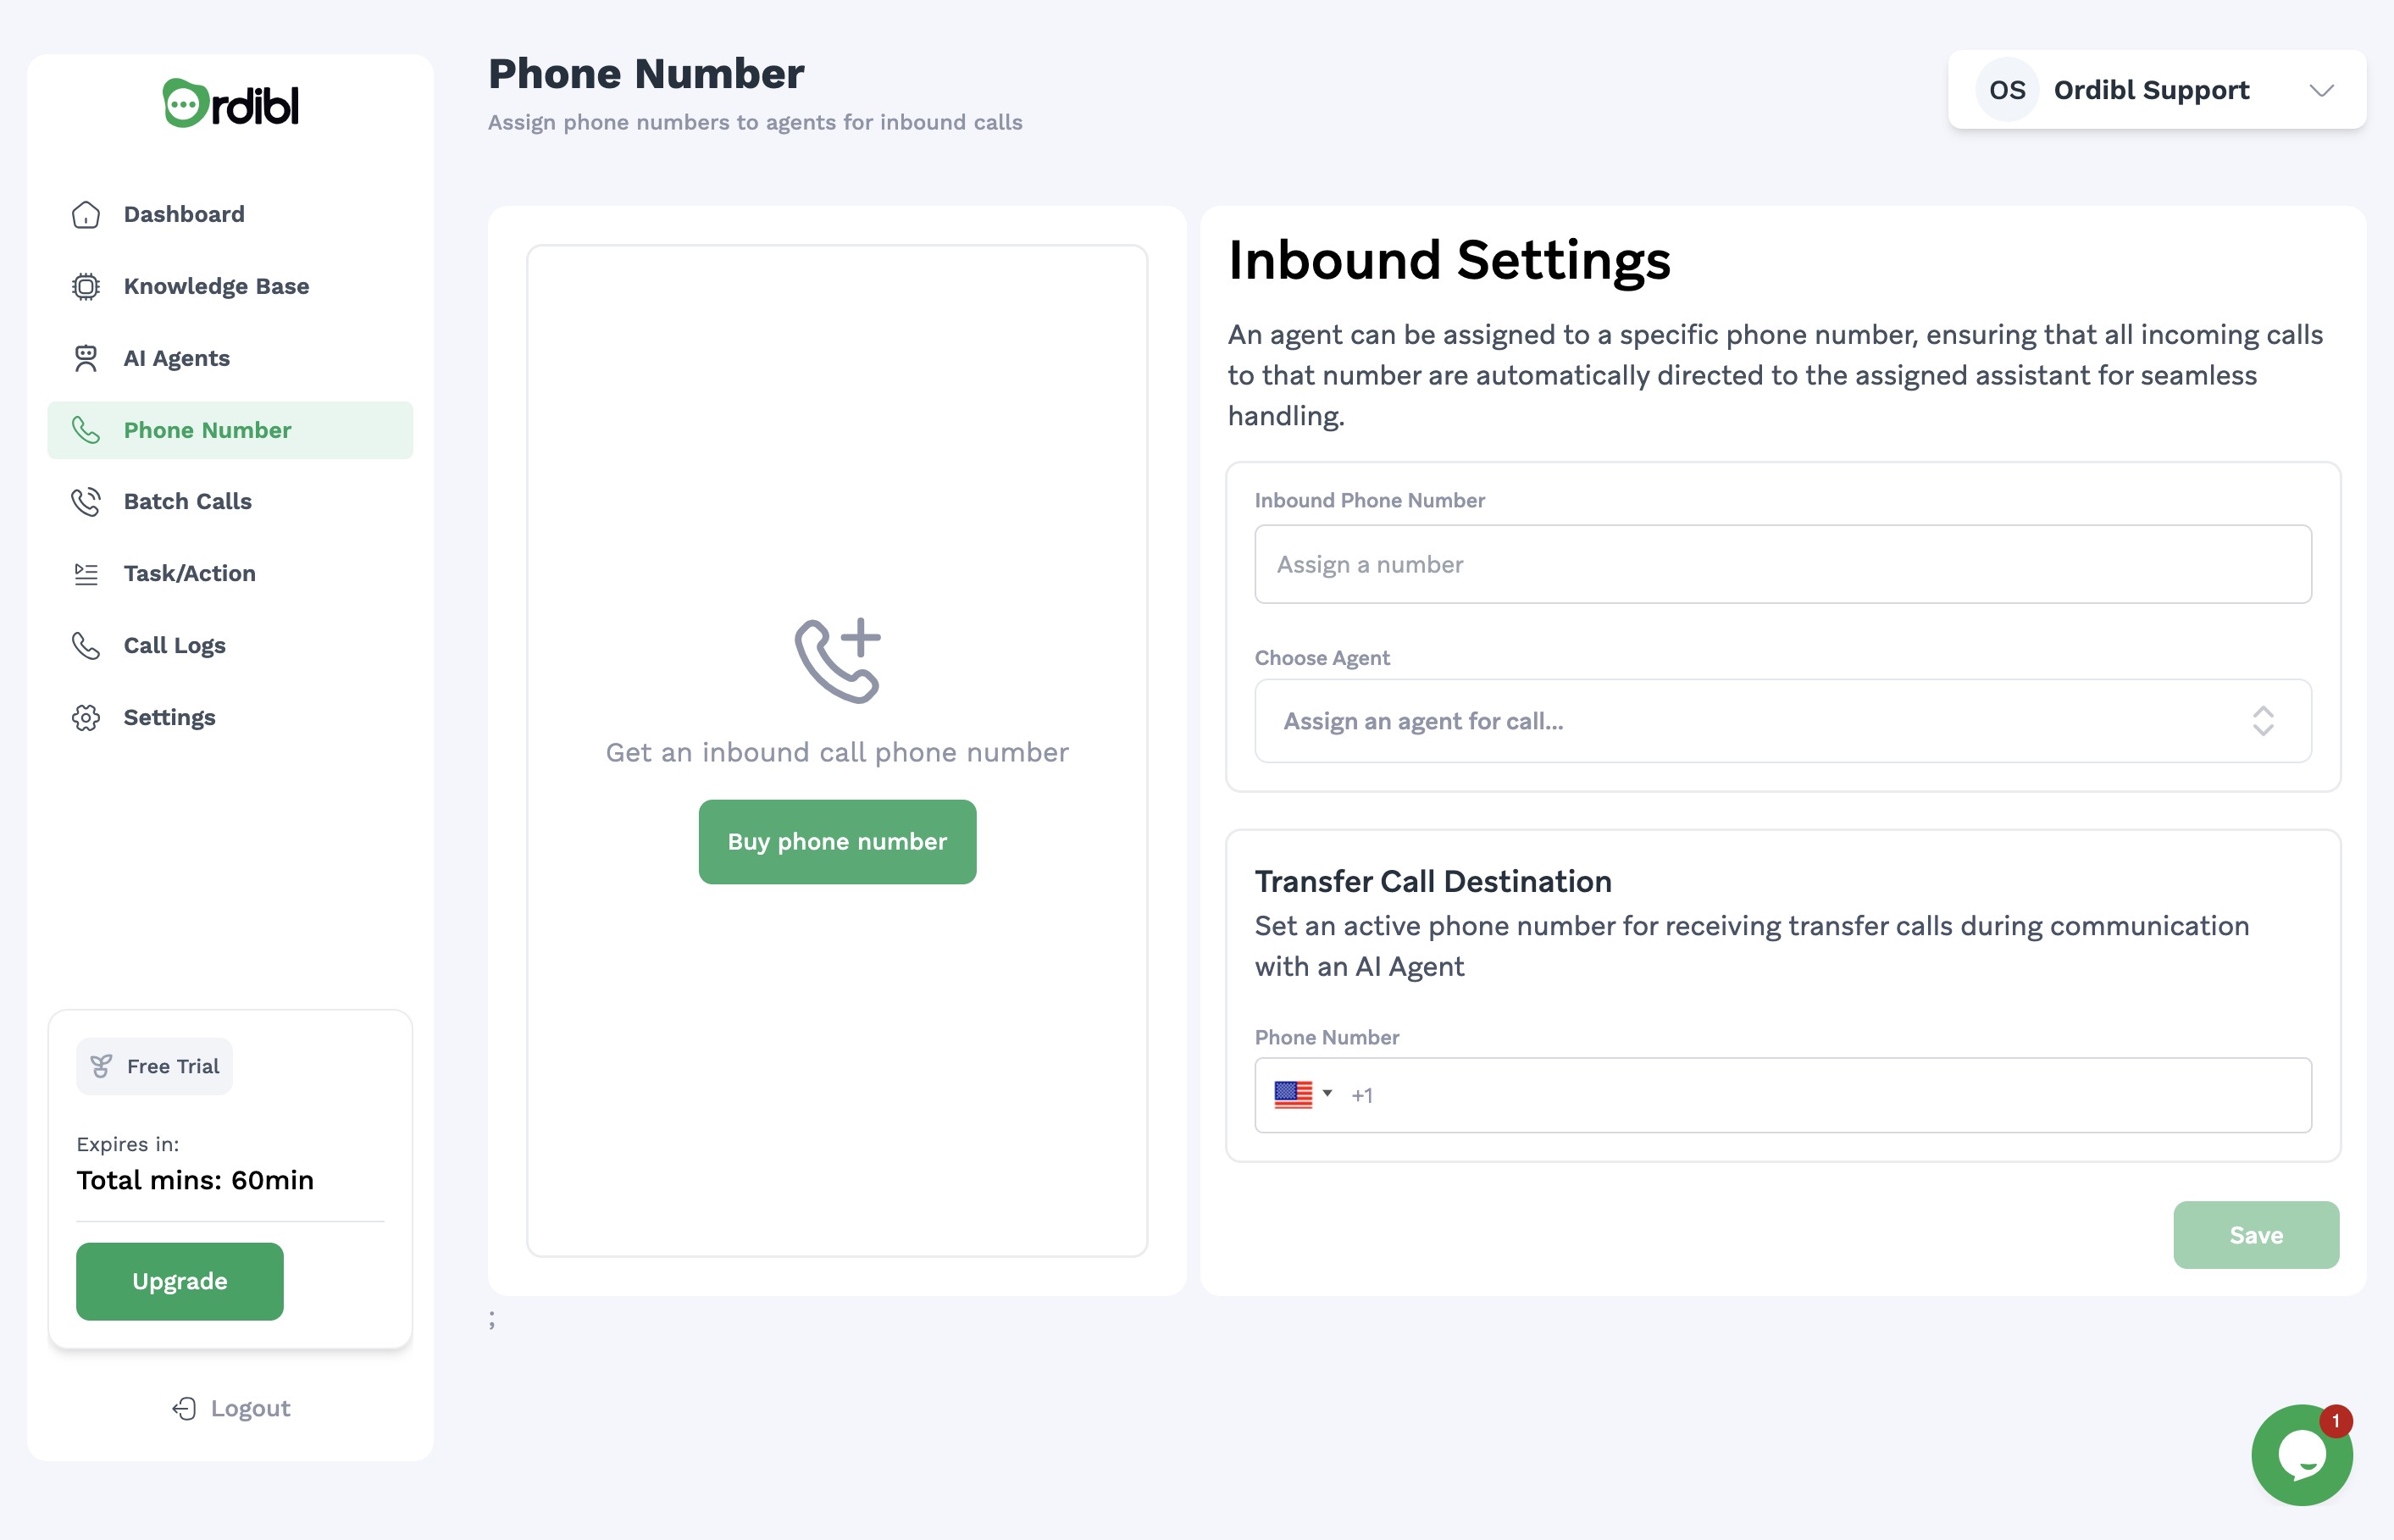 Ordibl
Dashboard
Knowledge Base
AI Agents
Phone Number
Batch Calls
Task/Action
Call Logs
Settings
Free Trial
Expires in:
Total mins: 60min
Upgrade
Logout
Phone Number
Assign phone numbers to agents for inbound calls
OS Ordibl Support
Get an inbound call phone number
Buy phone number
Inbound Settings
An agent can be assigned to a specific phone number, ensuring that all incoming calls
to that number are automatically directed to the assigned assistant for seamless
handling.
Inbound Phone Number
Assign a number
Choose Agent
Assign an agent for call...
Transfer Call Destination
Set an active phone number for receiving transfer calls during communication
with an AI Agent
Phone Number
+1
Save
;
1